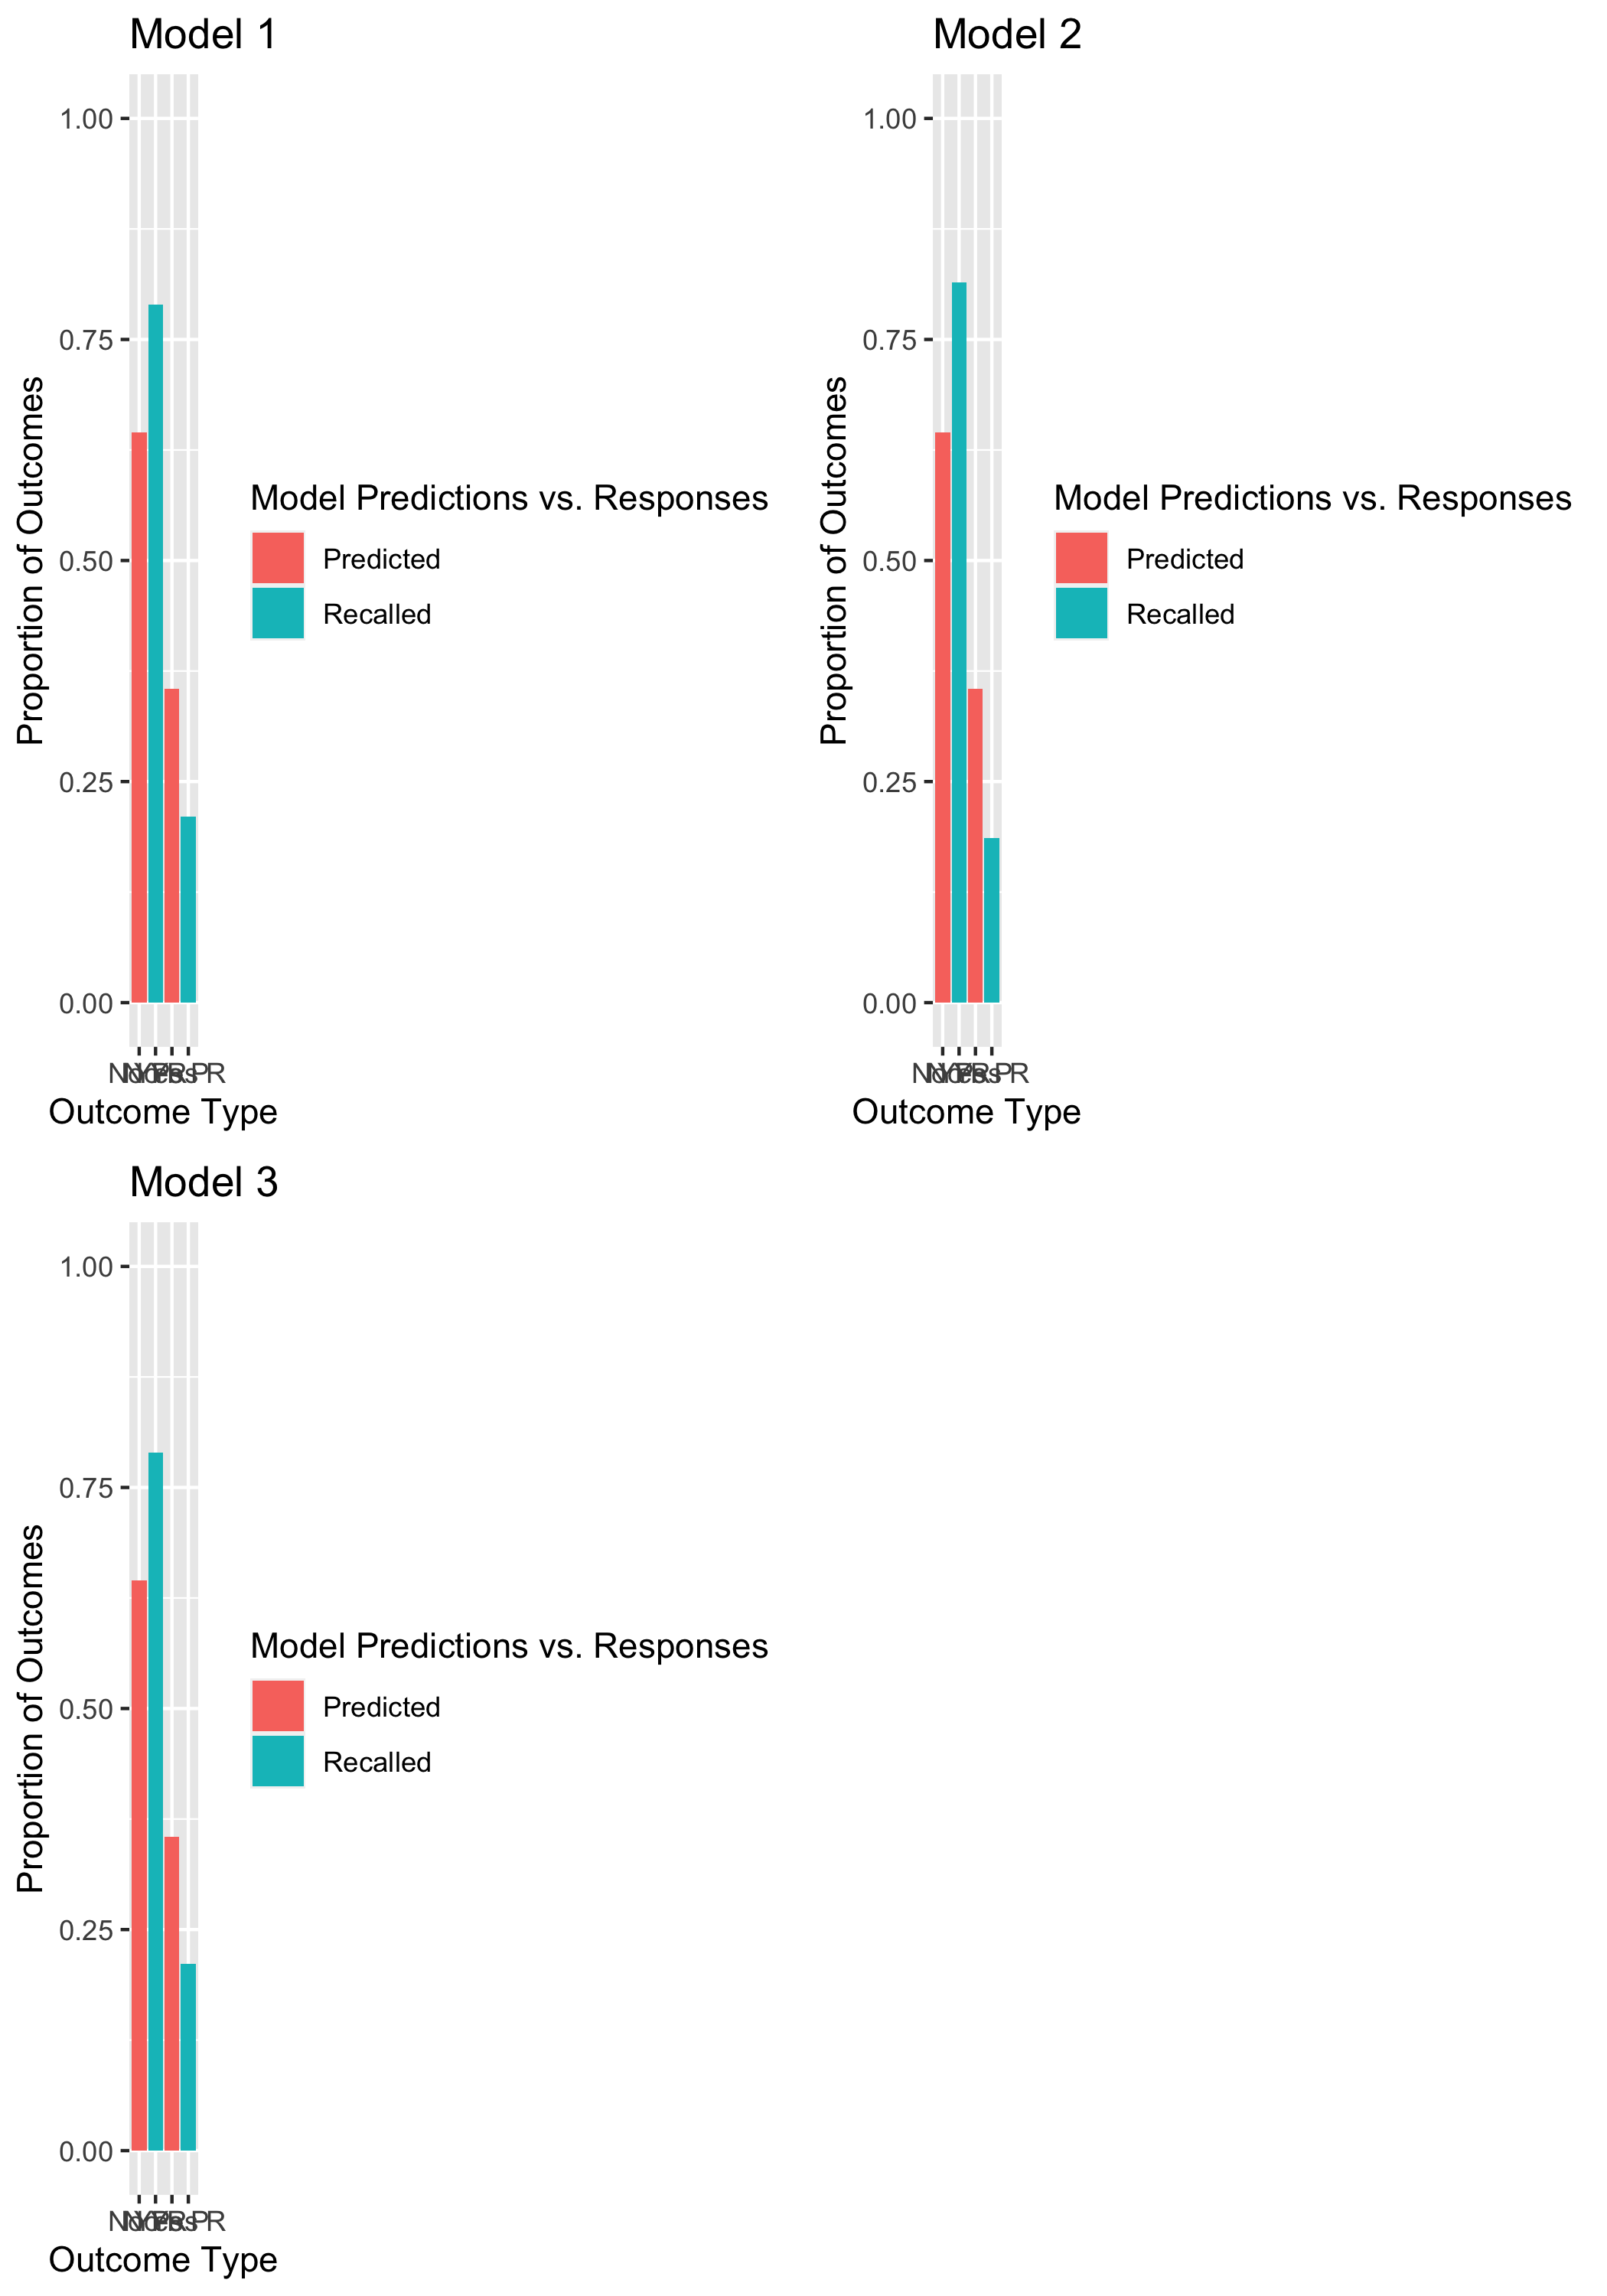 Model 1
1.00
0.75
0.50
0.25
0.00
Proportion of Outcomes
Outcome Type
Model Predictions vs. Responses
Predicted
Recalled
Model 2
1.00
0.75
0.50
0.25
0.00
Proportion of Outcomes
Outcome Type
Model Predictions vs. Responses
Predicted
Recalled
Model 3
1.00
0.75
0.50
0.25
0.00
Proportion of Outcomes
Outcome Type
Model Predictions vs. Responses
Predicted
Recalled